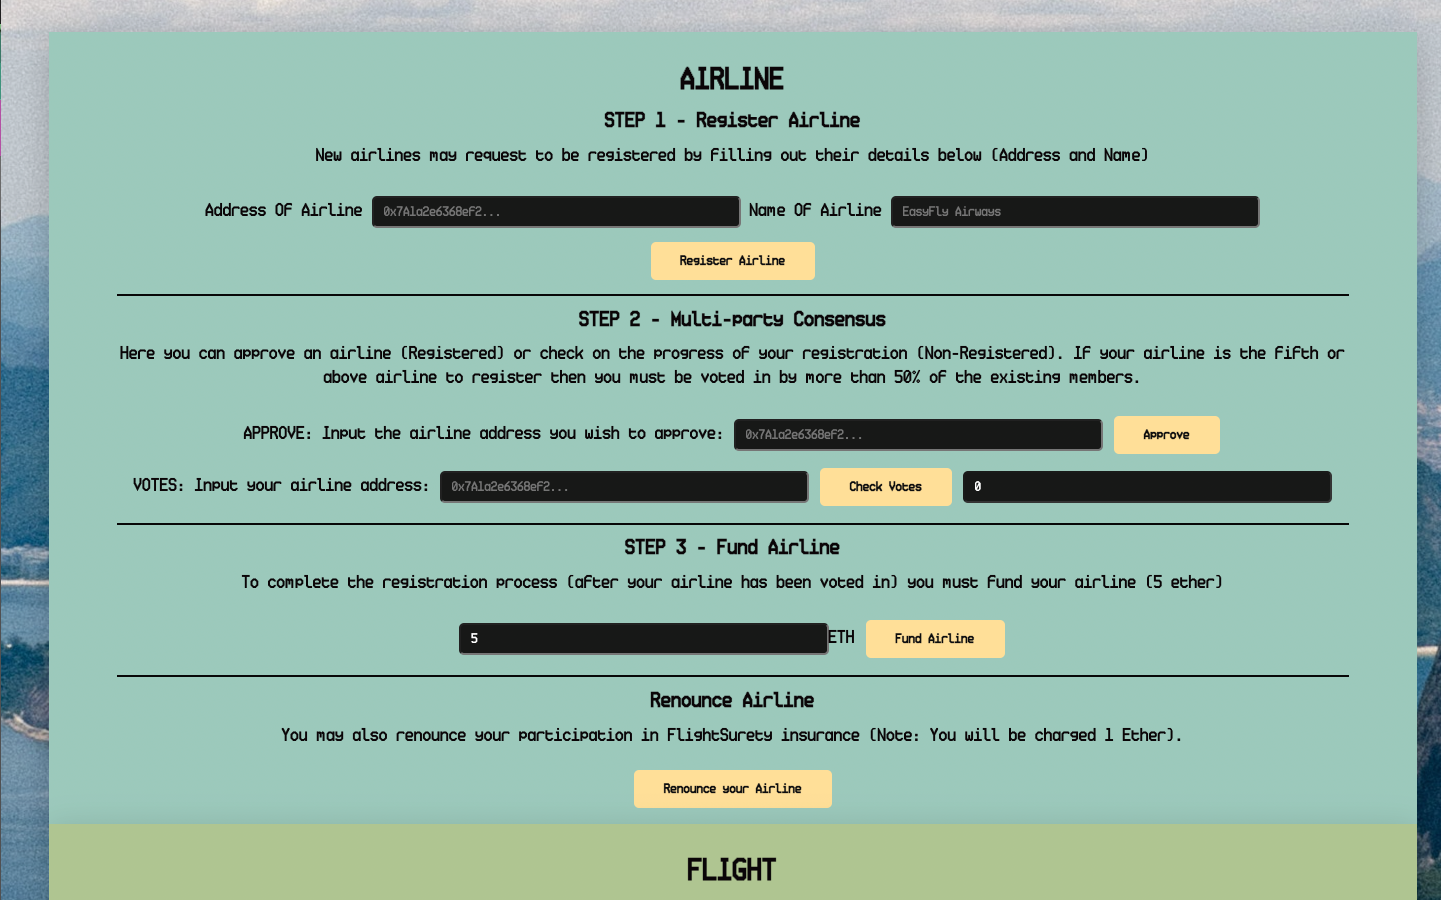 AIRLINE
STEP 1 - Register Airline
New airlines may request to be registered by filling out their details below (Address and Name)
Address Of Airline 0x7A1a2e6368ef2... Name Of Airline EasyFly Airways
Register Airline
STEP 2 - Multi-party Consensus
Here you can approve an airline (Registered) or check on the progress of your registration (Non-Registered). If your airline is the fifth or
above airline to register then you must be voted in by more than 50% of the existing members.
APPROVE: Input the airline address you wish to approve: 0x7A1a2e6368ef2... Approve
VOTES: Input your airline address: 0x7A1a2e6368ef2... Check Votes 0
STEP 3 - Fund Airline
To complete the registration process (after your airline has been voted in) you must fund your airline (5 ether)
5 ETH Fund Airline
Renounce Airline
You may also renounce your participation in FlightSurety insurance (Note: You will be charged 1 Ether).
Renounce your Airline
FLIGHT